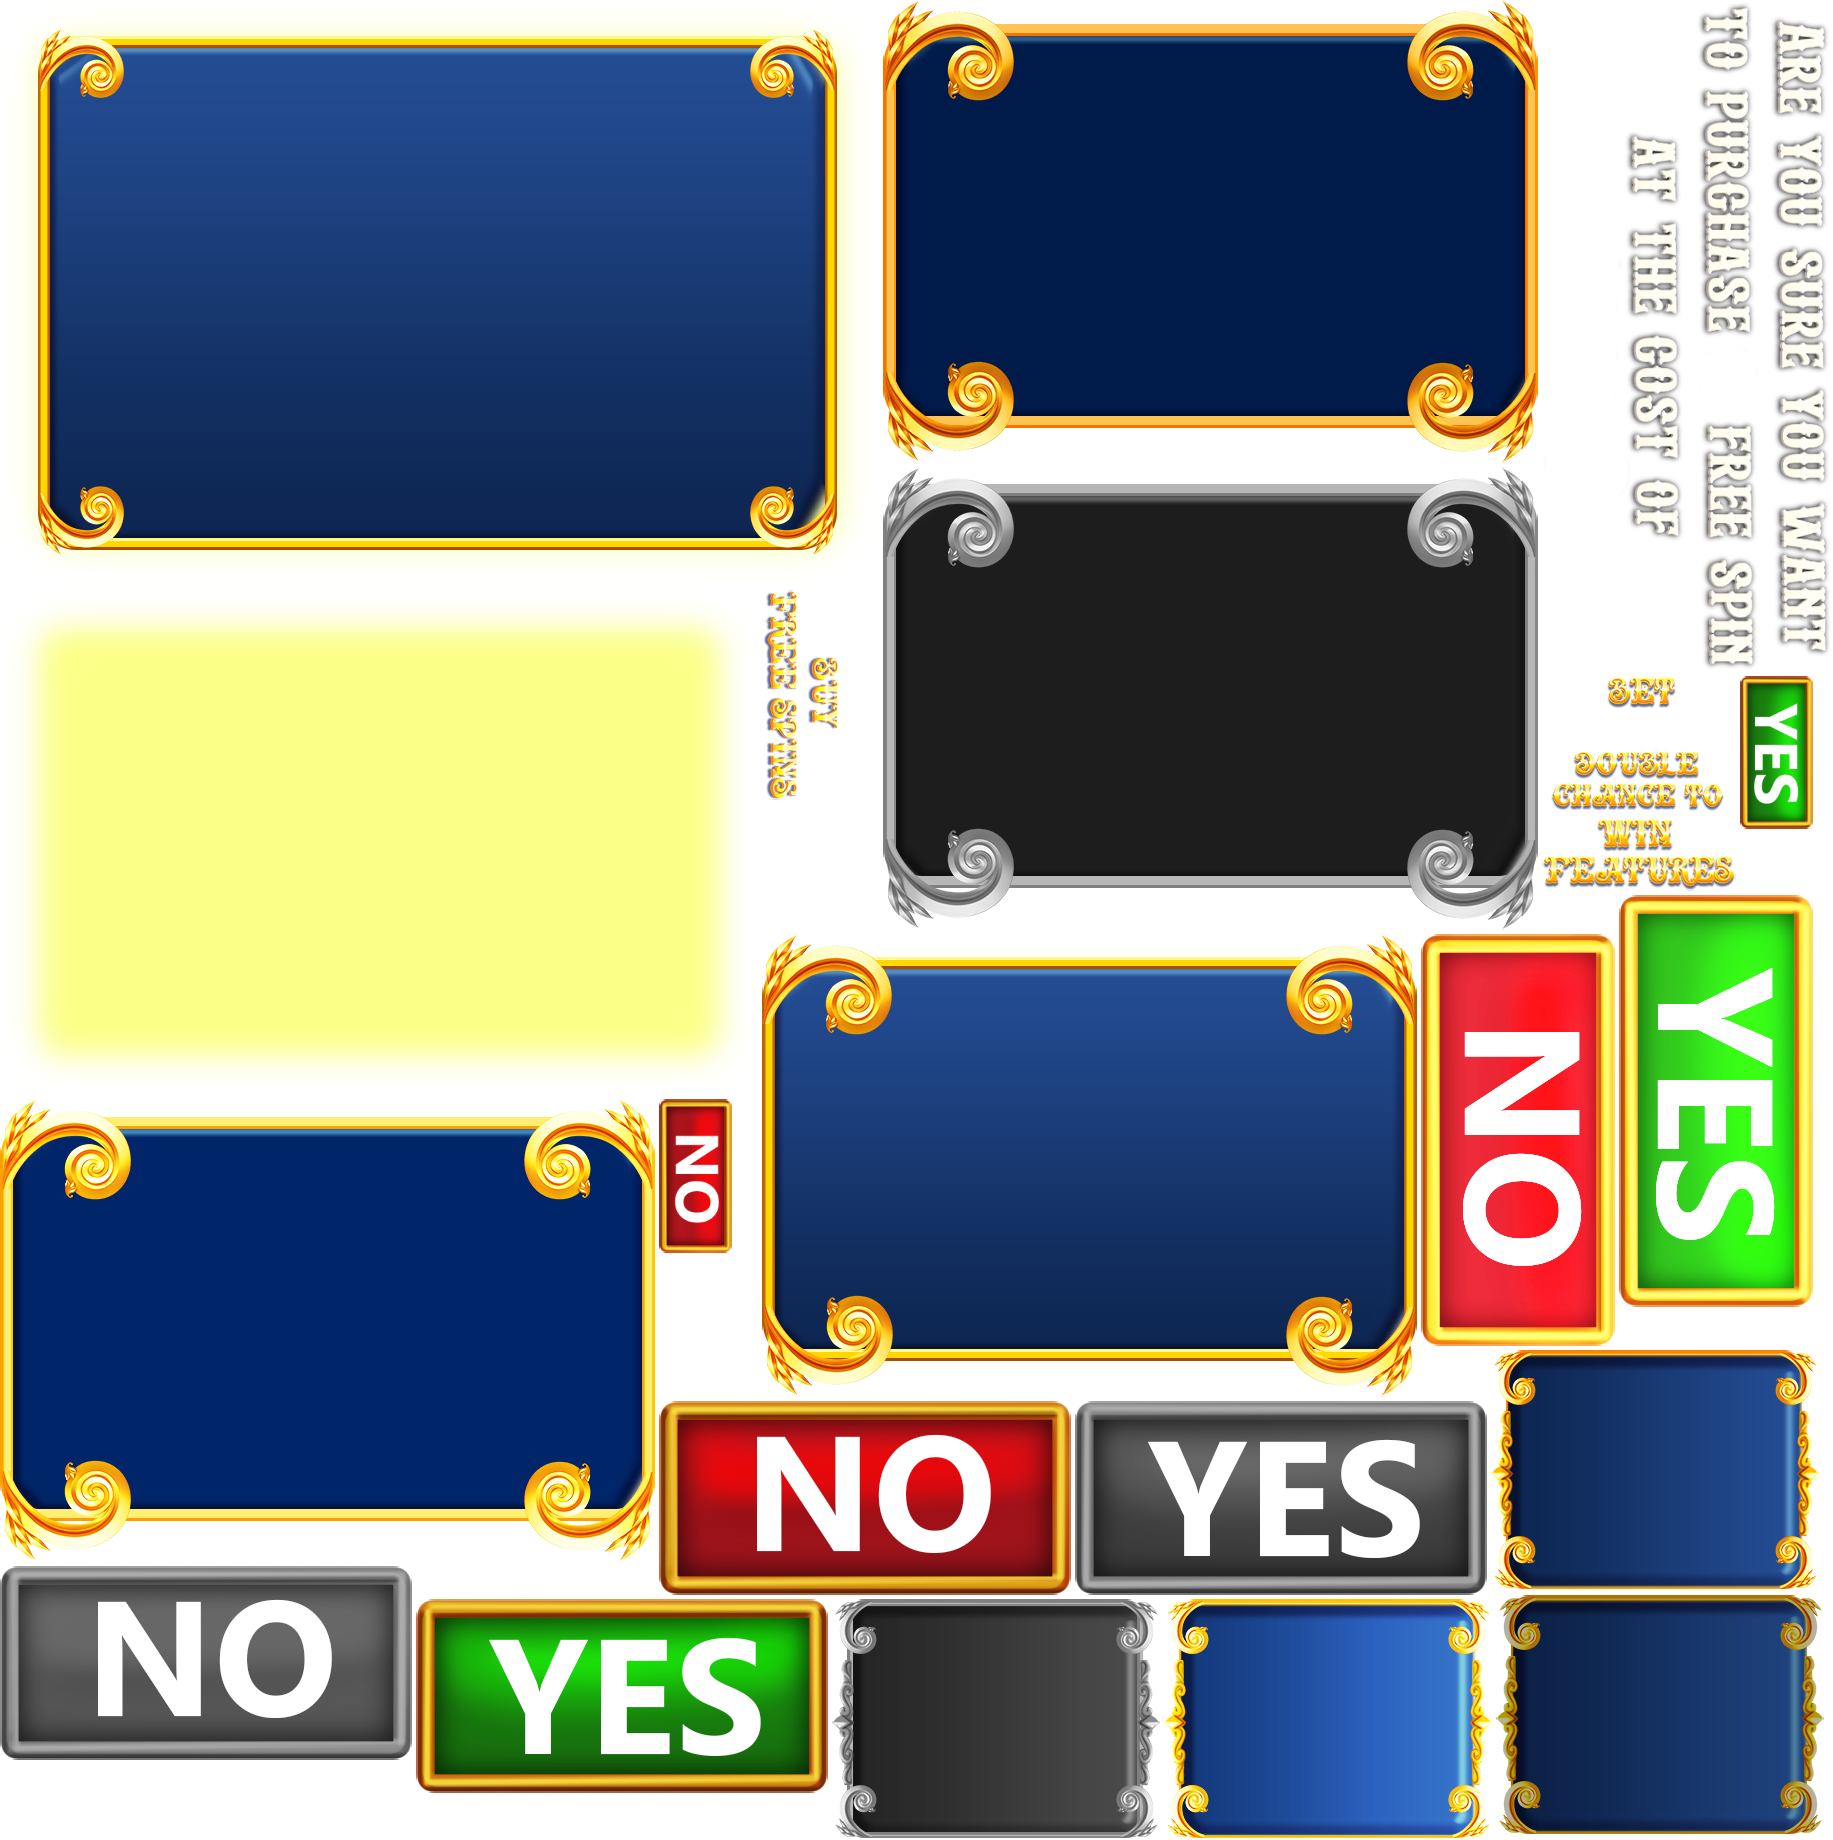 ARE YOU SURE YOU WANT
TO PURCHASE FREE SPIN
AT THE COST OF
BUY
FREE SPINS
BET
DOUBLE
CHANCE TO
WIN
FEATURES
YES
YES
NO
NO
NO
YES
NO
YES